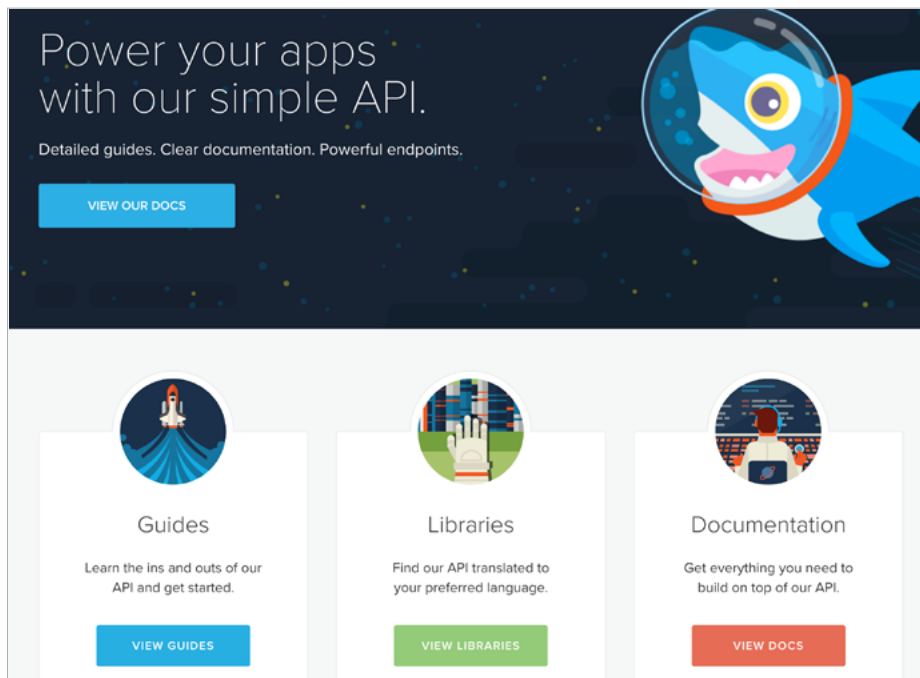 Power your apps
with our simple API.
Detailed guides. Clear documentation. Powerful endpoints.
VIEW OUR DOCS
Guides
Learn the ins and outs of our
API and get started.
VIEW GUIDES
Libraries
Find our API translated to
your preferred language.
VIEW LIBRARIES
Documentation
Get everything you need to
build on top of our API.
VIEW DOCS